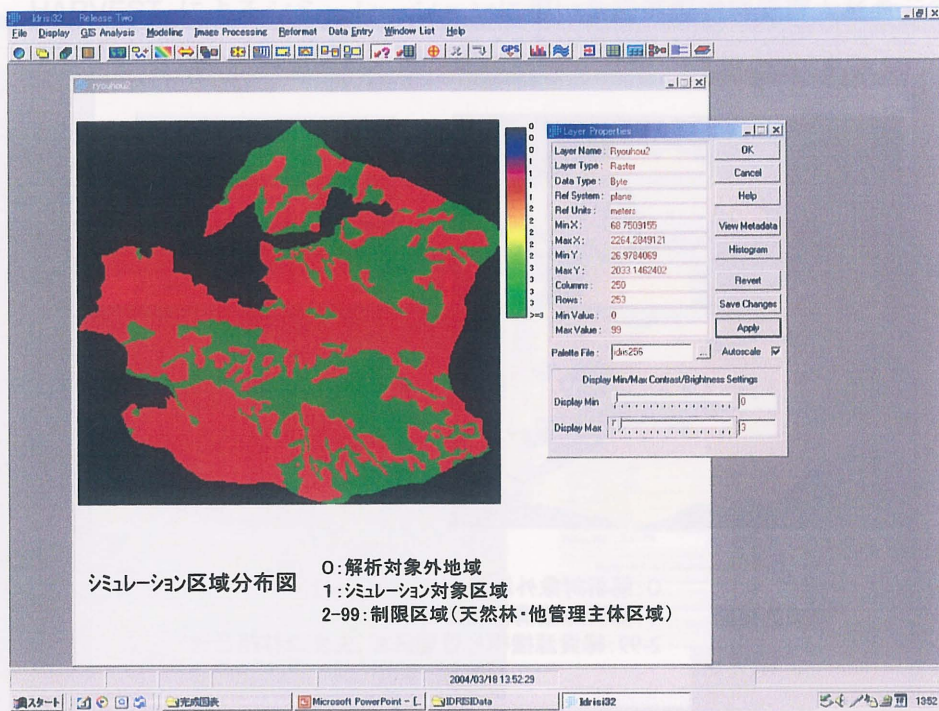 Idrisi32 Release Two
File Display GIS Analysis Modeling Image Processing Reformat Data Entry Window List Help
GPS
ryouhou2
0
0
0
1
1
1
2
2
2
2
3
3
3
>=3
Layer Properties
Layer Name : Ryouhou2
Layer Type : Raster
Data Type : Byte
Ref System : plane
Ref Units : meters
Min X : 68.7509155
Max X : 2264.2849121
Min Y : 26.9784069
Max Y : 2033.1462402
Columns : 250
Rows : 253
Min Value : 0
Max Value : 99
Palette File : idris256 ... Autoscale
OK
Cancel
Help
View Metadata
Histogram
Revert
Save Changes
Apply
Display Min/Max Contrast/Brightness Settings
Display Min 0
Display Max 3
シミュレーション区域分布図
0:解析対象外地域
1:シミュレーション対象区域
2-99:制限区域(天然林・他管理主体区域)
2004/03/18 13:52:29
スタート 完成図表 Microsoft PowerPoint - [... IDRISIData Idrisi32 1352